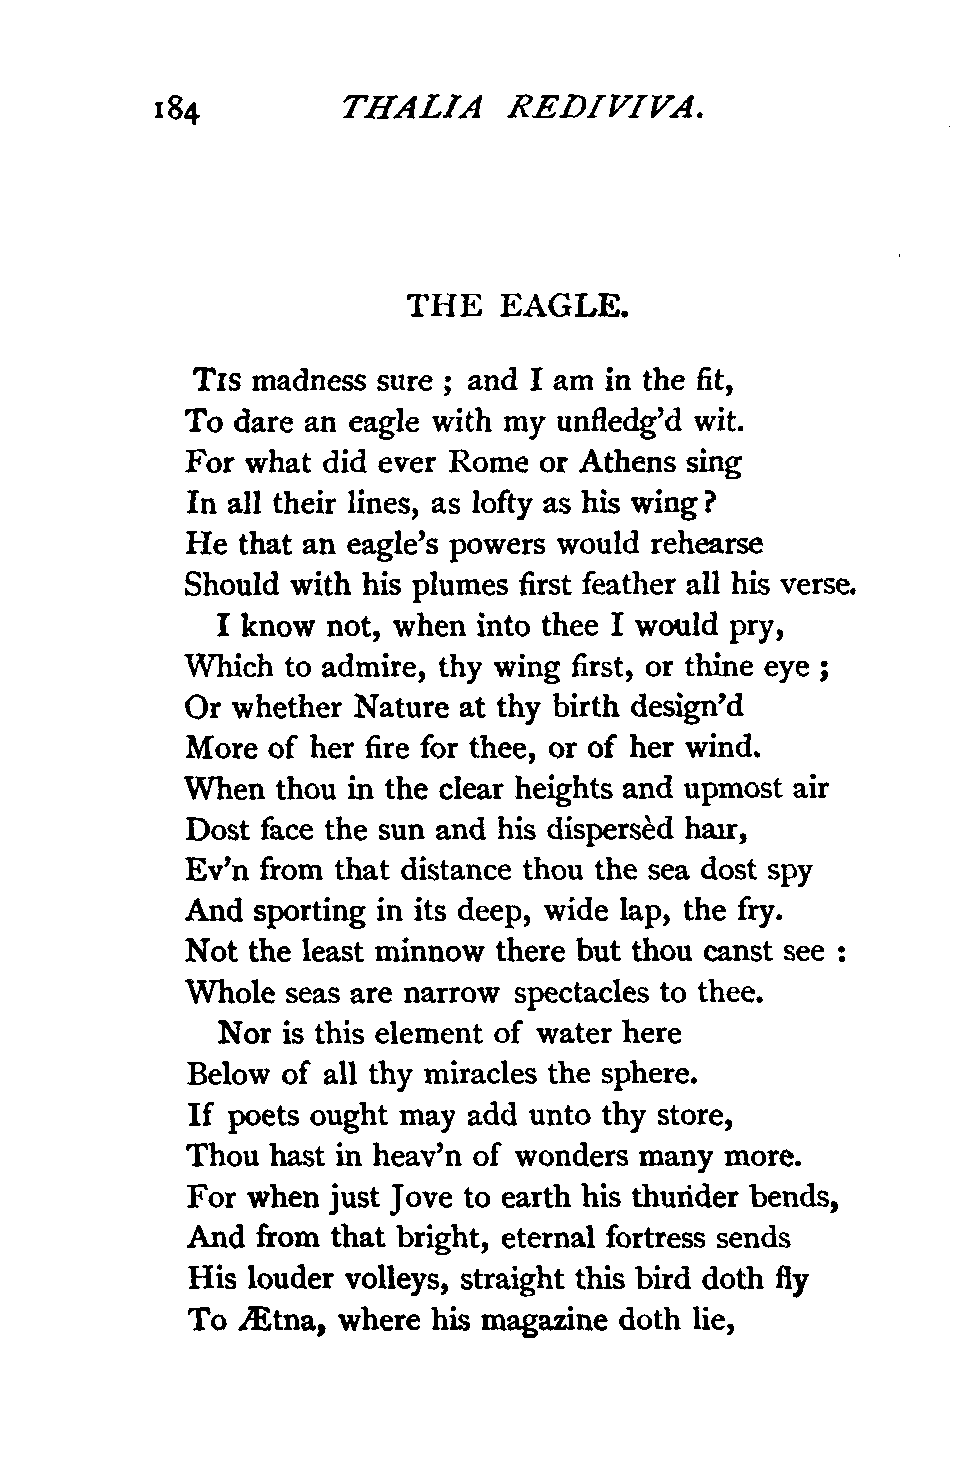 184 THALIA REDIVIVA.
THE EAGLE.
Tis madness sure ; and I am in the fit,
To dare an eagle with my unfledg’d wit.
For what did ever Rome or Athens sing
In all their lines, as lofty as his wing ?
He that an eagle’s powers would rehearse
Should with his plumes first feather all his verse.
I know not, when into thee I would pry,
Which to admire, thy wing first, or thine eye ;
Or whether Nature at thy birth design’d
More of her fire for thee, or of her wind.
When thou in the clear heights and upmost air
Dost face the sun and his dispersèd hair,
Ev’n from that distance thou the sea dost spy
And sporting in its deep, wide lap, the fry.
Not the least minnow there but thou canst see :
Whole seas are narrow spectacles to thee.
Nor is this element of water here
Below of all thy miracles the sphere.
If poets ought may add unto thy store,
Thou hast in heav’n of wonders many more.
For when just Jove to earth his thunder bends,
And from that bright, eternal fortress sends
His louder volleys, straight this bird doth fly
To Ætna, where his magazine doth lie,